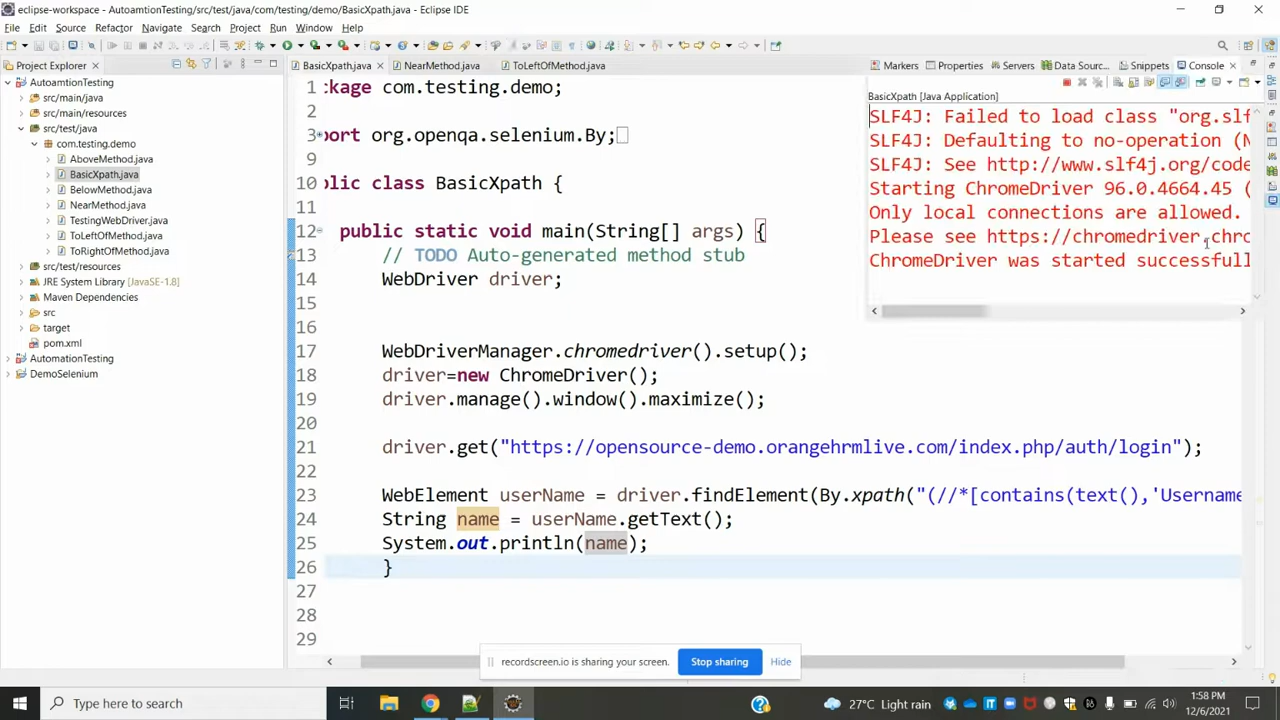 eclipse-workspace - AutoamtionTesting/src/test/java/com/testing/demo/BasicXpath.java - Eclipse IDE
File Edit Source Refactor Navigate Search Project Run Window Help
Project Explorer
AutoamtionTesting
src/main/java
src/main/resources
src/test/java
com.testing.demo
AboveMethod.java
BasicXpath.java
BelowMethod.java
NearMethod.java
TestingWebDriver.java
ToLeftOfMethod.java
ToRightOfMethod.java
src/test/resources
JRE System Library [JavaSE-1.8]
Maven Dependencies
src
target
pom.xml
AutomationTesting
DemoSelenium
BasicXpath.java NearMethod.java ToLeftOfMethod.java
1 kage com.testing.demo;
2
3 port org.openqa.selenium.By;
9
10 blic class BasicXpath {
11
12 public static void main(String[] args) {
13 // TODO Auto-generated method stub
14 WebDriver driver;
15
16
17 WebDriverManager.chromedriver().setup();
18 driver=new ChromeDriver();
19 driver.manage().window().maximize();
20
21 driver.get("https://opensource-demo.orangehrmlive.com/index.php/auth/login");
22
23 WebElement userName = driver.findElement(By.xpath("(//*[contains(text(),'Username
24 String name = userName.getText();
25 System.out.println(name);
26 }
27
28
29
Markers Properties Servers Data Sourc... Snippets Console
BasicXpath [Java Application]
SLF4J: Failed to load class "org.slf
SLF4J: Defaulting to no-operation (N
SLF4J: See http://www.slf4j.org/code
Starting ChromeDriver 96.0.4664.45 (
Only local connections are allowed.
Please see https://chromedriver.chro
ChromeDriver was started successfull
recordscreen.io is sharing your screen. Stop sharing Hide
Type here to search
27°C Light rain
1:58 PM
12/6/2021